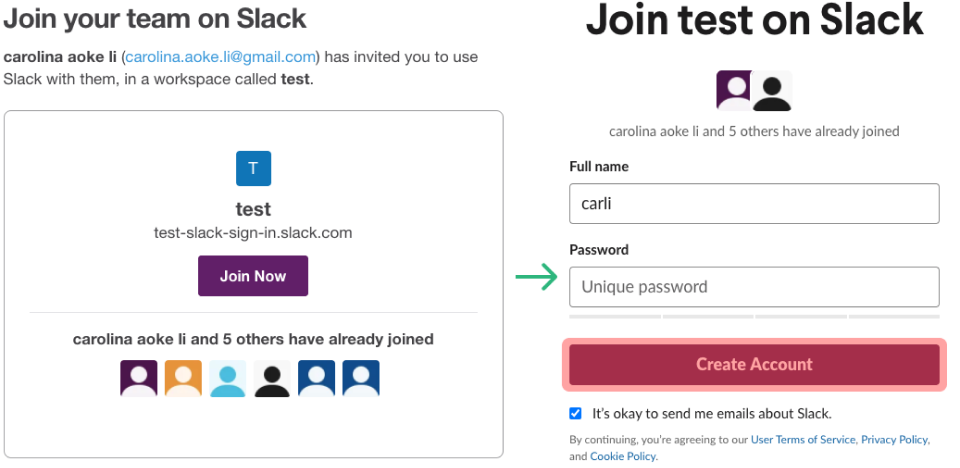 Join your team on Slack
carolina aoke li (carolina.aoke.li@gmail.com) has invited you to use
Slack with them, in a workspace called test.
T
test
test-slack-sign-in.slack.com
Join Now
carolina aoke li and 5 others have already joined
Join test on Slack
carolina aoke li and 5 others have already joined
Full name
carli
Password
Unique password
Create Account
It's okay to send me emails about Slack.
By continuing, you're agreeing to our User Terms of Service, Privacy Policy,
and Cookie Policy.